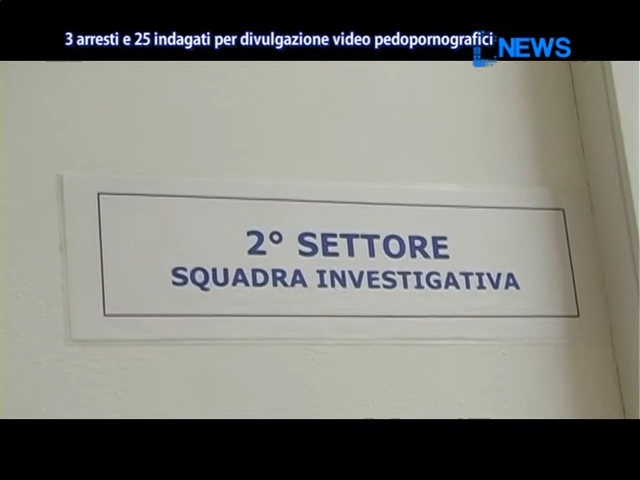 3 arresti e 25 indagati per divulgazione video pedopornografici
NEWS
2° SETTORE
SQUADRA INVESTIGATIVA